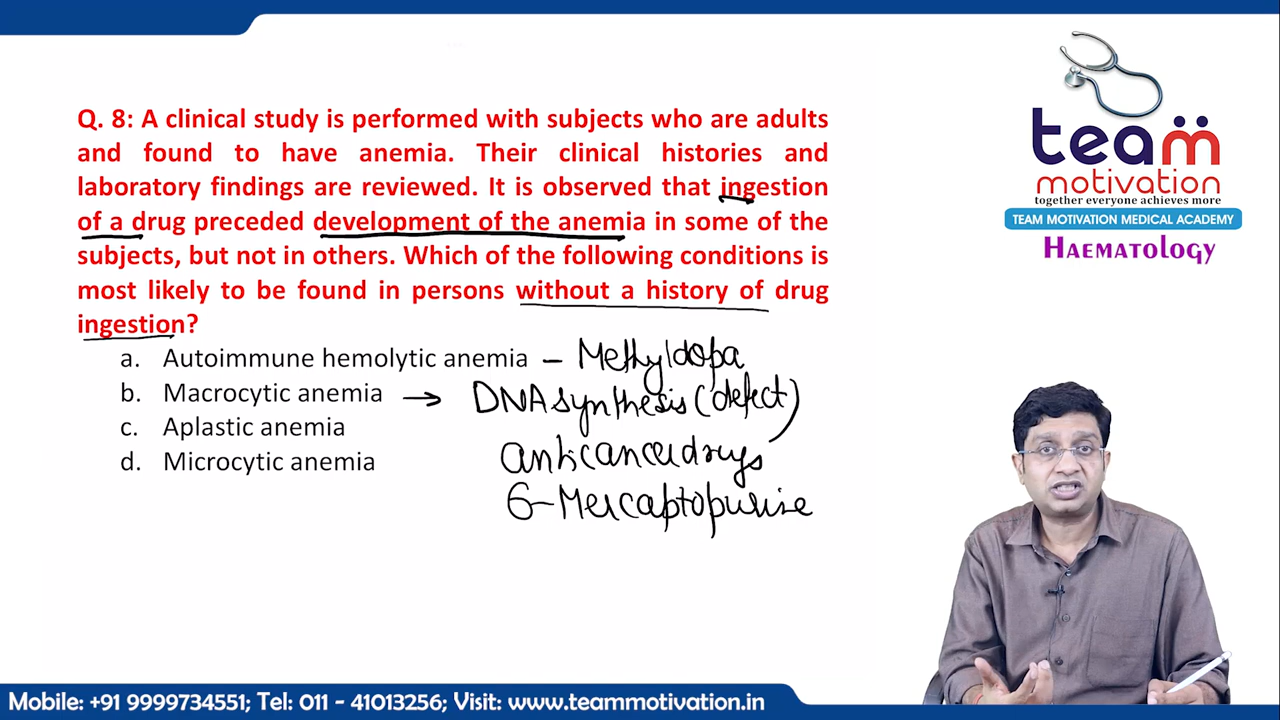 Q. 8: A clinical study is performed with subjects who are adults
and found to have anemia. Their clinical histories and
laboratory findings are reviewed. It is observed that ingestion
of a drug preceded development of the anemia in some of the
subjects, but not in others. Which of the following conditions is
most likely to be found in persons without a history of drug
ingestion?
a. Autoimmune hemolytic anemia – Methyldopa
b. Macrocytic anemia → DNA synthesis (defect)
c. Aplastic anemia
anticancer drugs
d. Microcytic anemia
6-Mercaptopurine
team
motivation
together everyone achieves more
TEAM MOTIVATION MEDICAL ACADEMY
HAEMATOLOGY
Mobile: +91 9999734551; Tel: 011 - 41013256; Visit: www.teammotivation.in